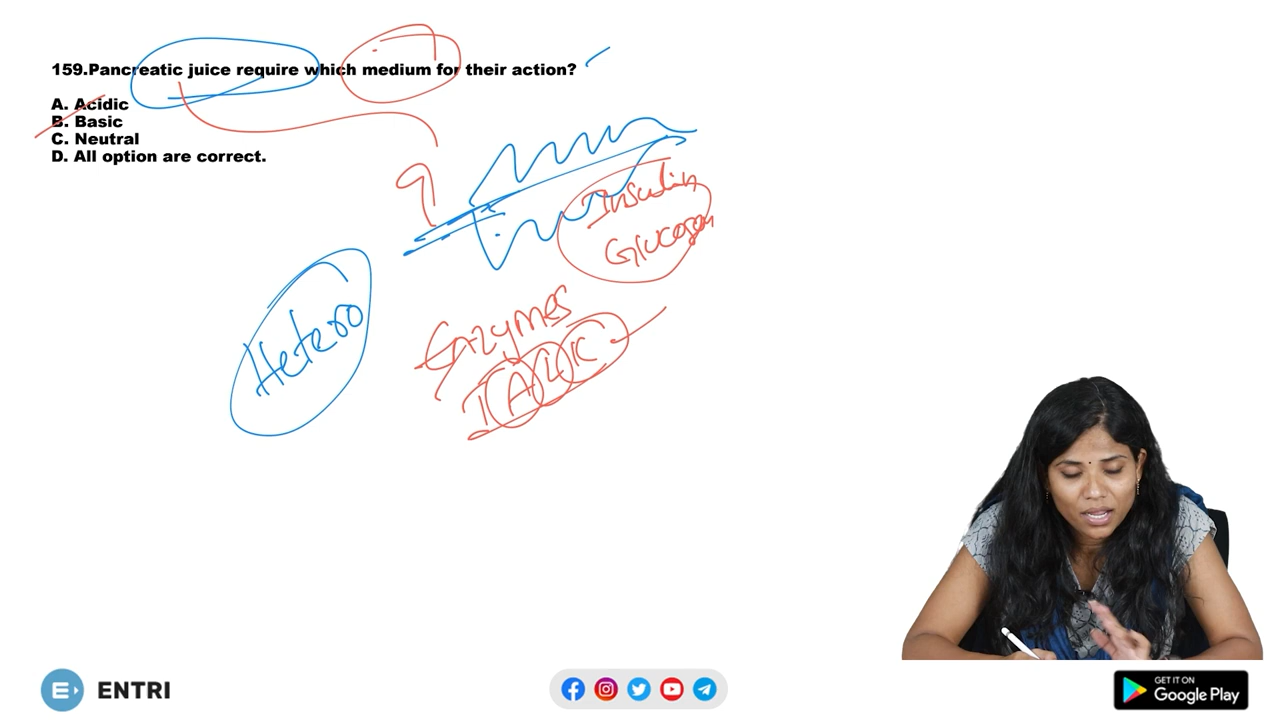 159.Pancreatic juice require which medium for their action?
A. Acidic
B. Basic
C. Neutral
D. All option are correct.
Insulin
Glucagon
Hetero
Enzymes
ENTRI
GET IT ON
Google Play